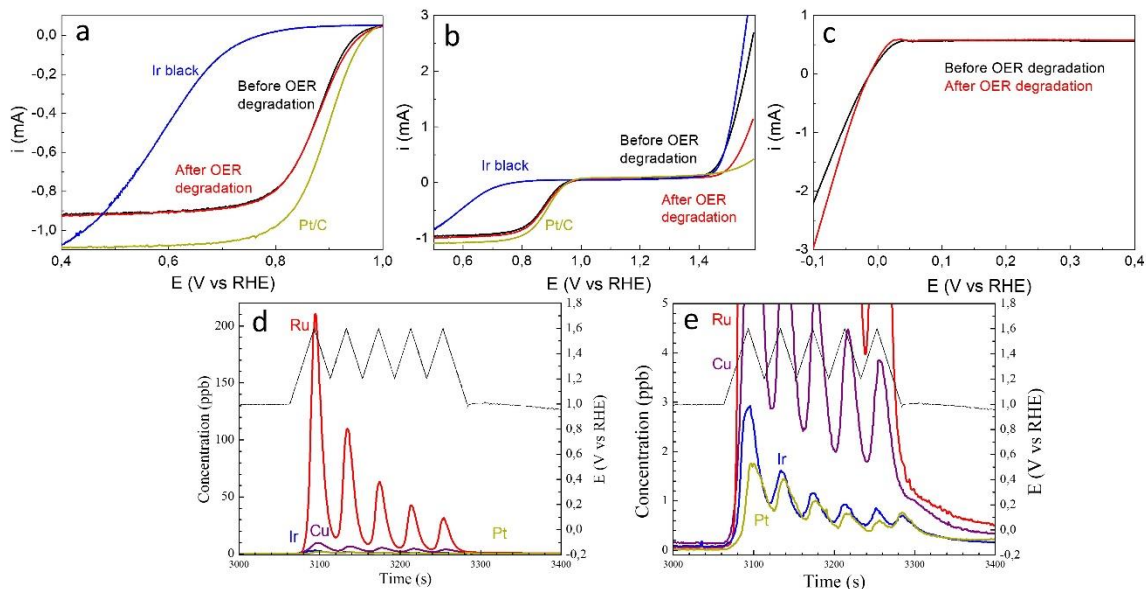 a
0,0
-0,2
-0,4
-0,6
-0,8
-1,0
i (mA)
Ir black
Before OER
degradation
After OER
degradation
Pt/C
0,4
0,6
0,8
1,0
E (V vs RHE)
b
3
2
1
0
-1
i (mA)
Ir black
Before OER
degradation
After OER
degradation
Pt/C
0,6
0,8
1,0
1,2
1,4
E (V vs RHE)
c
3
2
1
0
-1
-2
-3
i (mA)
Before OER degradation
After OER degradation
-0,1
0,0
0,1
0,2
0,3
0,4
E (V vs RHE)
d
200
150
100
50
0
Concentration (ppb)
Ru
Ir
Cu
Pt
1,8
1,6
1,4
1,2
1,0
0,8
0,6
0,4
0,2
0,0
-0,2
E (V vs RHE)
3000
3100
3200
3300
3400
Time (s)
e
5
4
3
2
1
0
Concentration (ppb)
Ru
Cu
Ir
Pt
1,8
1,6
1,4
1,2
1,0
0,8
0,6
0,4
0,2
0,0
-0,2
E (V vs RHE)
3000
3100
3200
3300
3400
Time (s)